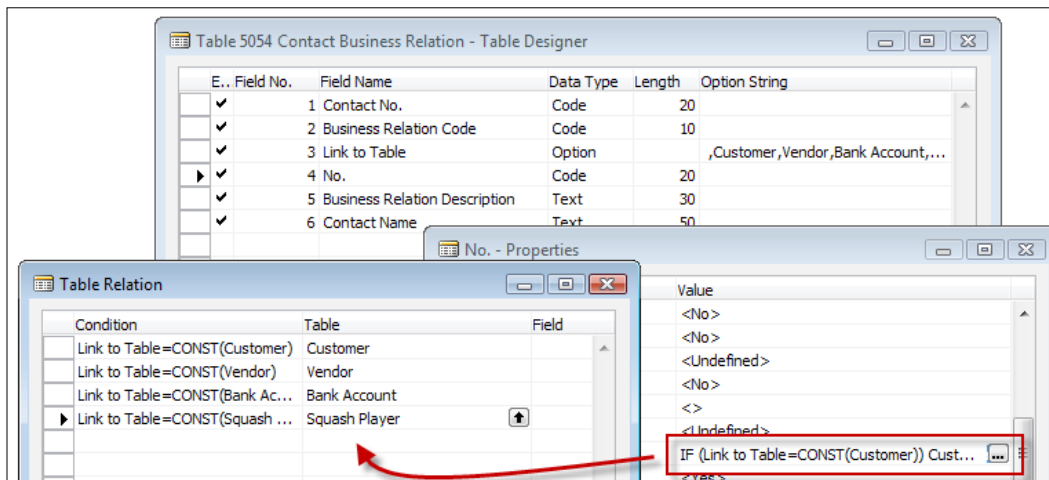 Table 5054 Contact Business Relation - Table Designer
E.. Field No. Field Name Data Type Length Option String
1 Contact No. Code 20
2 Business Relation Code Code 10
3 Link to Table Option ,Customer,Vendor,Bank Account,...
4 No. Code 20
5 Business Relation Description Text 30
6 Contact Name Text 50
No. - Properties
Value
<No>
<No>
<Undefined>
<No>
<>
<Undefined>
IF (Link to Table=CONST(Customer)) Cust... ...
<Yes>
Table Relation
Condition Table Field
Link to Table=CONST(Customer) Customer
Link to Table=CONST(Vendor) Vendor
Link to Table=CONST(Bank Ac... Bank Account
Link to Table=CONST(Squash ... Squash Player